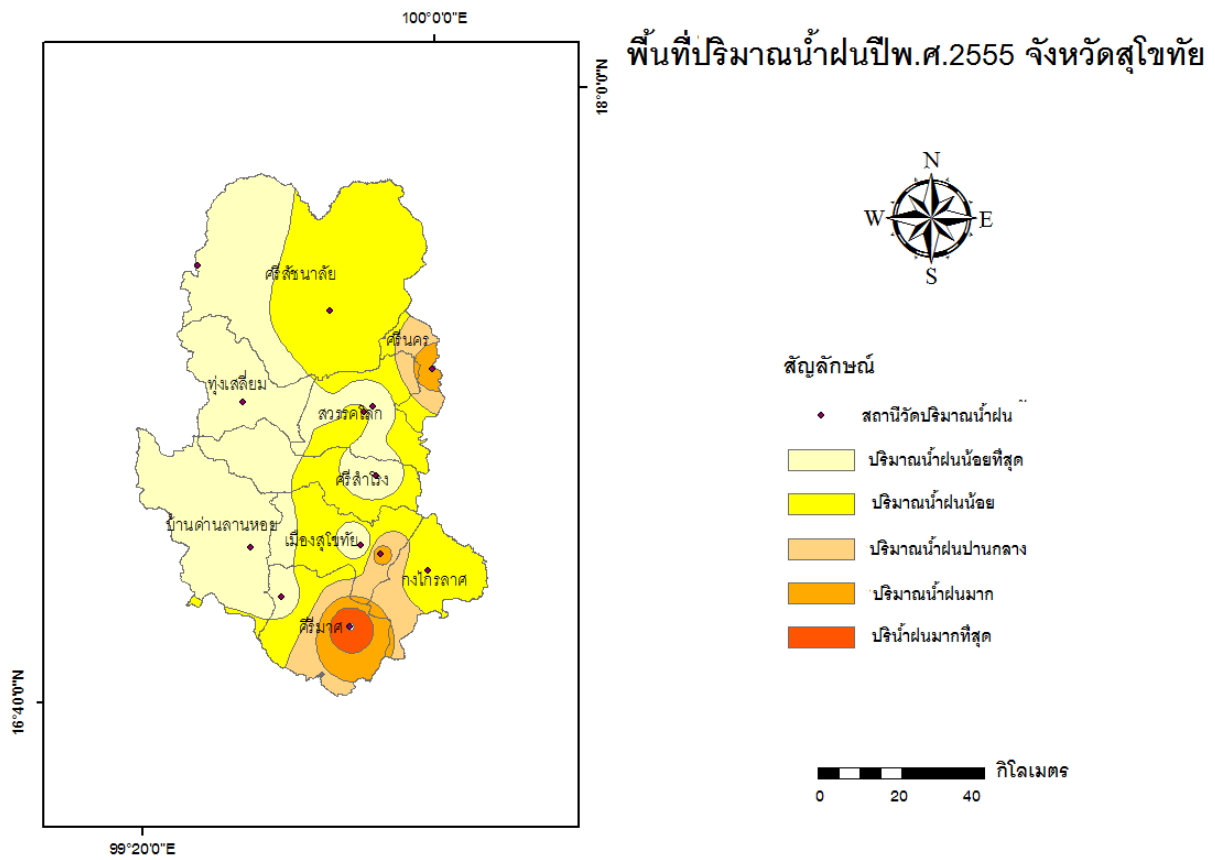 100°0'0"E
พื้นที่ปริมาณน้ำฝนปีพ.ศ.2555 จังหวัดสุโขทัย
18°0'0"N
N
W
E
S
ศรีสัชนาลัย
ศรีนคร
ทุ่งเสลี่ยม
สวรรคโลก
ศรีสำโรง
บ้านด่านลานหอย
เมืองสุโขทัย
กงไกรลาศ
คีรีมาศ
สัญลักษณ์
สถานีวัดปริมาณน้ำฝน
ปริมาณน้ำฝนน้อยที่สุด
ปริมาณน้ำฝนน้อย
ปริมาณน้ำฝนปานกลาง
ปริมาณน้ำฝนมาก
ปริน้ำฝนมากที่สุด
กิโลเมตร
0 20 40
16°40'0"N
99°20'0"E